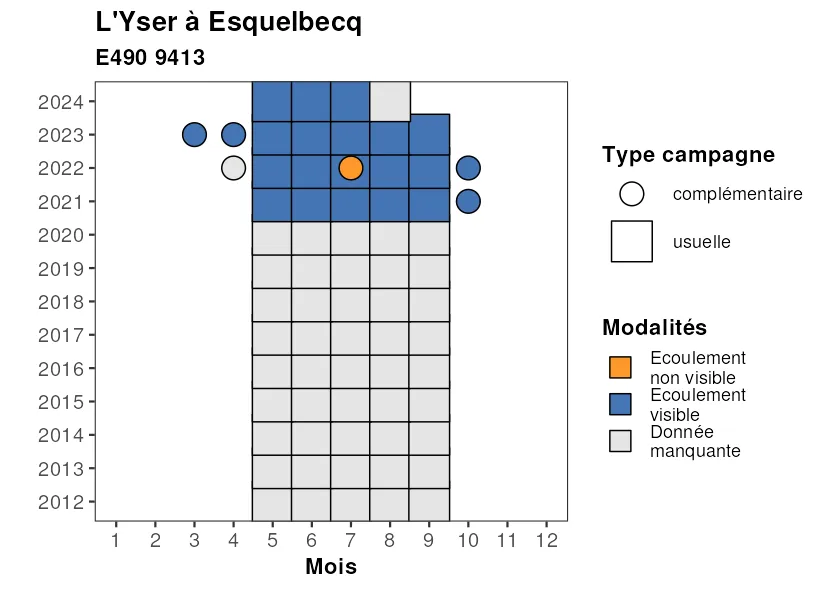 L'Yser à Esquelbecq
E490 9413
2024
2023
2022
2021
2020
2019
2018
2017
2016
2015
2014
2013
2012
1 2 3 4 5 6 7 8 9 10 11 12
Mois
Type campagne
complémentaire
usuelle
Modalités
Ecoulement
non visible
Ecoulement
visible
Donnée
manquante